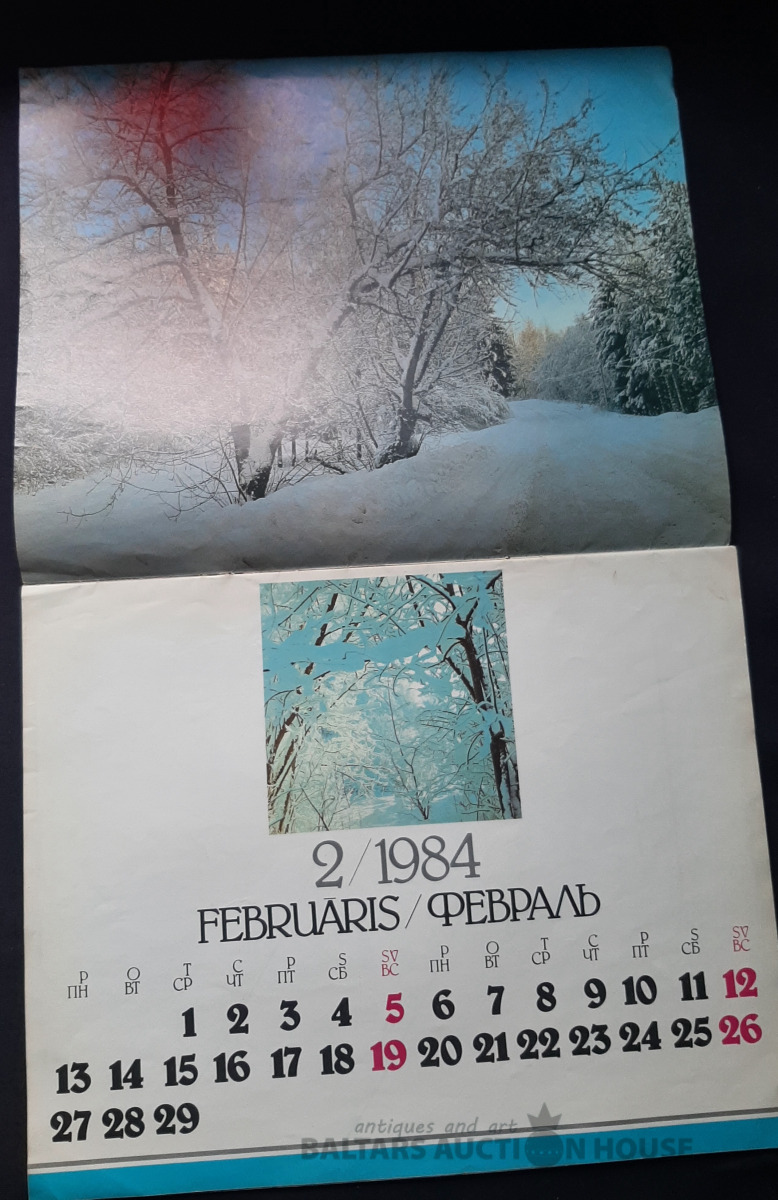 2/1984
FEBRUĀRIS/ФЕВРАЛЬ
P O T C P S SV P O T C P S SV
ПН ВТ СР ЧТ ПТ СБ ВС ПН ВТ СР ЧТ ПТ СБ ВС
1 2 3 4 5 6 7 8 9 10 11 12
13 14 15 16 17 18 19 20 21 22 23 24 25 26
27 28 29
antiques and art
BALTARS AUCTION HOUSE